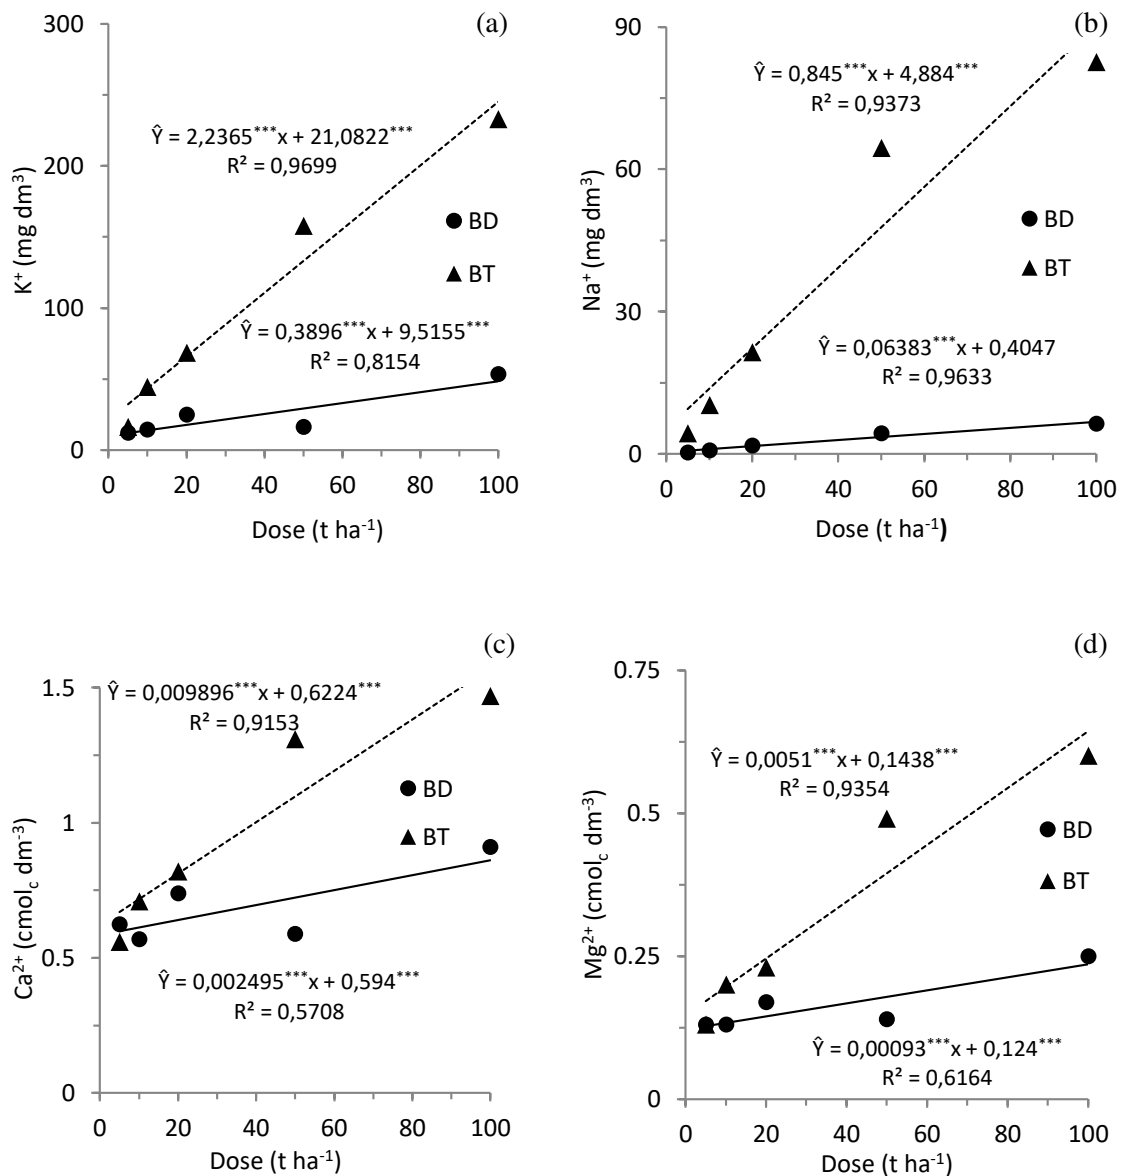 (a)
300
200
100
0
K⁺ (mg dm³)
Ŷ = 2,2365***x + 21,0822***
R² = 0,9699
BD
BT
Ŷ = 0,3896***x + 9,5155***
R² = 0,8154
0 20 40 60 80 100
Dose (t ha⁻¹)
(b)
90
60
30
0
Na⁺ (mg dm³)
Ŷ = 0,845***x + 4,884***
R² = 0,9373
BD
BT
Ŷ = 0,06383***x + 0,4047
R² = 0,9633
0 20 40 60 80 100
Dose (t ha⁻¹)
(c)
1.5
1
0.5
0
Ca²⁺ (cmol_c dm⁻³)
Ŷ = 0,009896***x + 0,6224***
R² = 0,9153
BD
BT
Ŷ = 0,002495***x + 0,594***
R² = 0,5708
0 20 40 60 80 100
Dose (t ha⁻¹)
(d)
0.75
0.5
0.25
0
Mg²⁺ (cmol_c dm⁻³)
Ŷ = 0,0051***x + 0,1438***
R² = 0,9354
BD
BT
Ŷ = 0,00093***x + 0,124***
R² = 0,6164
0 20 40 60 80 100
Dose (t ha⁻¹)